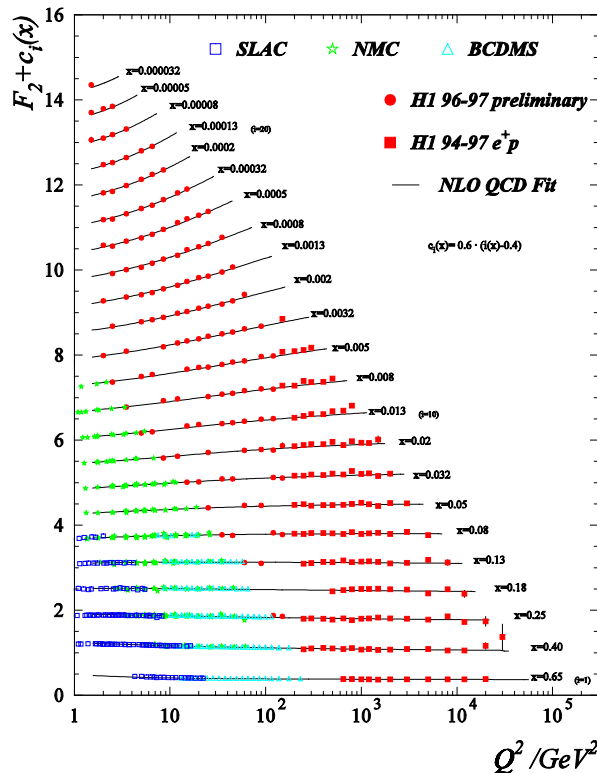 F2+ci(x)
16
14
12
10
8
6
4
2
0
SLAC
NMC
BCDMS
H1 96-97 preliminary
H1 94-97 e+p
NLO QCD Fit
ci(x)= 0.6 • (i(x)-0.4)
x=0.000032
x=0.00005
x=0.00008
x=0.00013 (i=20)
x=0.0002
x=0.00032
x=0.0005
x=0.0008
x=0.0013
x=0.002
x=0.0032
x=0.005
x=0.008
x=0.013 (i=10)
x=0.02
x=0.032
x=0.05
x=0.08
x=0.13
x=0.18
x=0.25
x=0.40
x=0.65 (i=1)
1
10
10^2
10^3
10^4
10^5
Q^2 /GeV^2